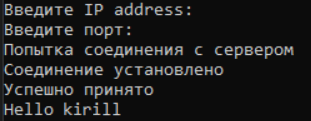 Введите IP address:
Введите порт:
Попытка соединения с сервером
Соединение установлено
Успешно принято
Hello kirill